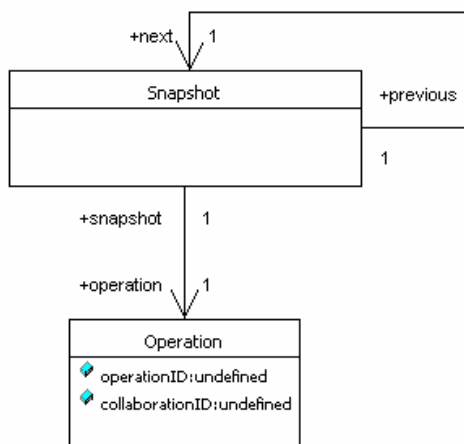 +next 1
Snapshot
+previous
1
+snapshot 1
+operation 1
Operation
operationID:undefined
collaborationID:undefined